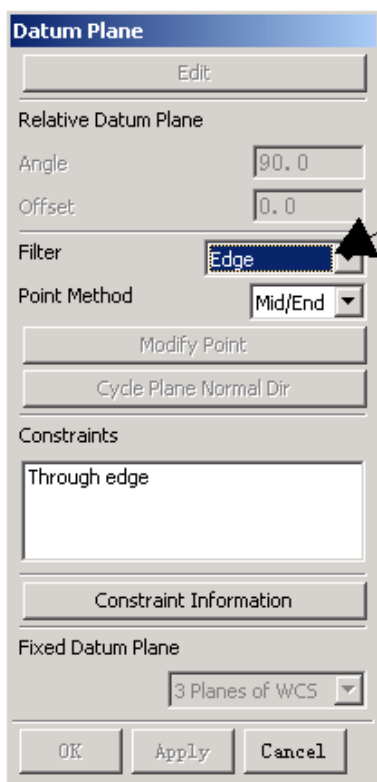 Datum Plane
Edit
Relative Datum Plane
Angle 90.0
Offset 0.0
Filter Edge
Point Method Mid/End
Modify Point
Cycle Plane Normal Dir
Constraints
Through edge
Constraint Information
Fixed Datum Plane
3 Planes of WCS
OK Apply Cancel